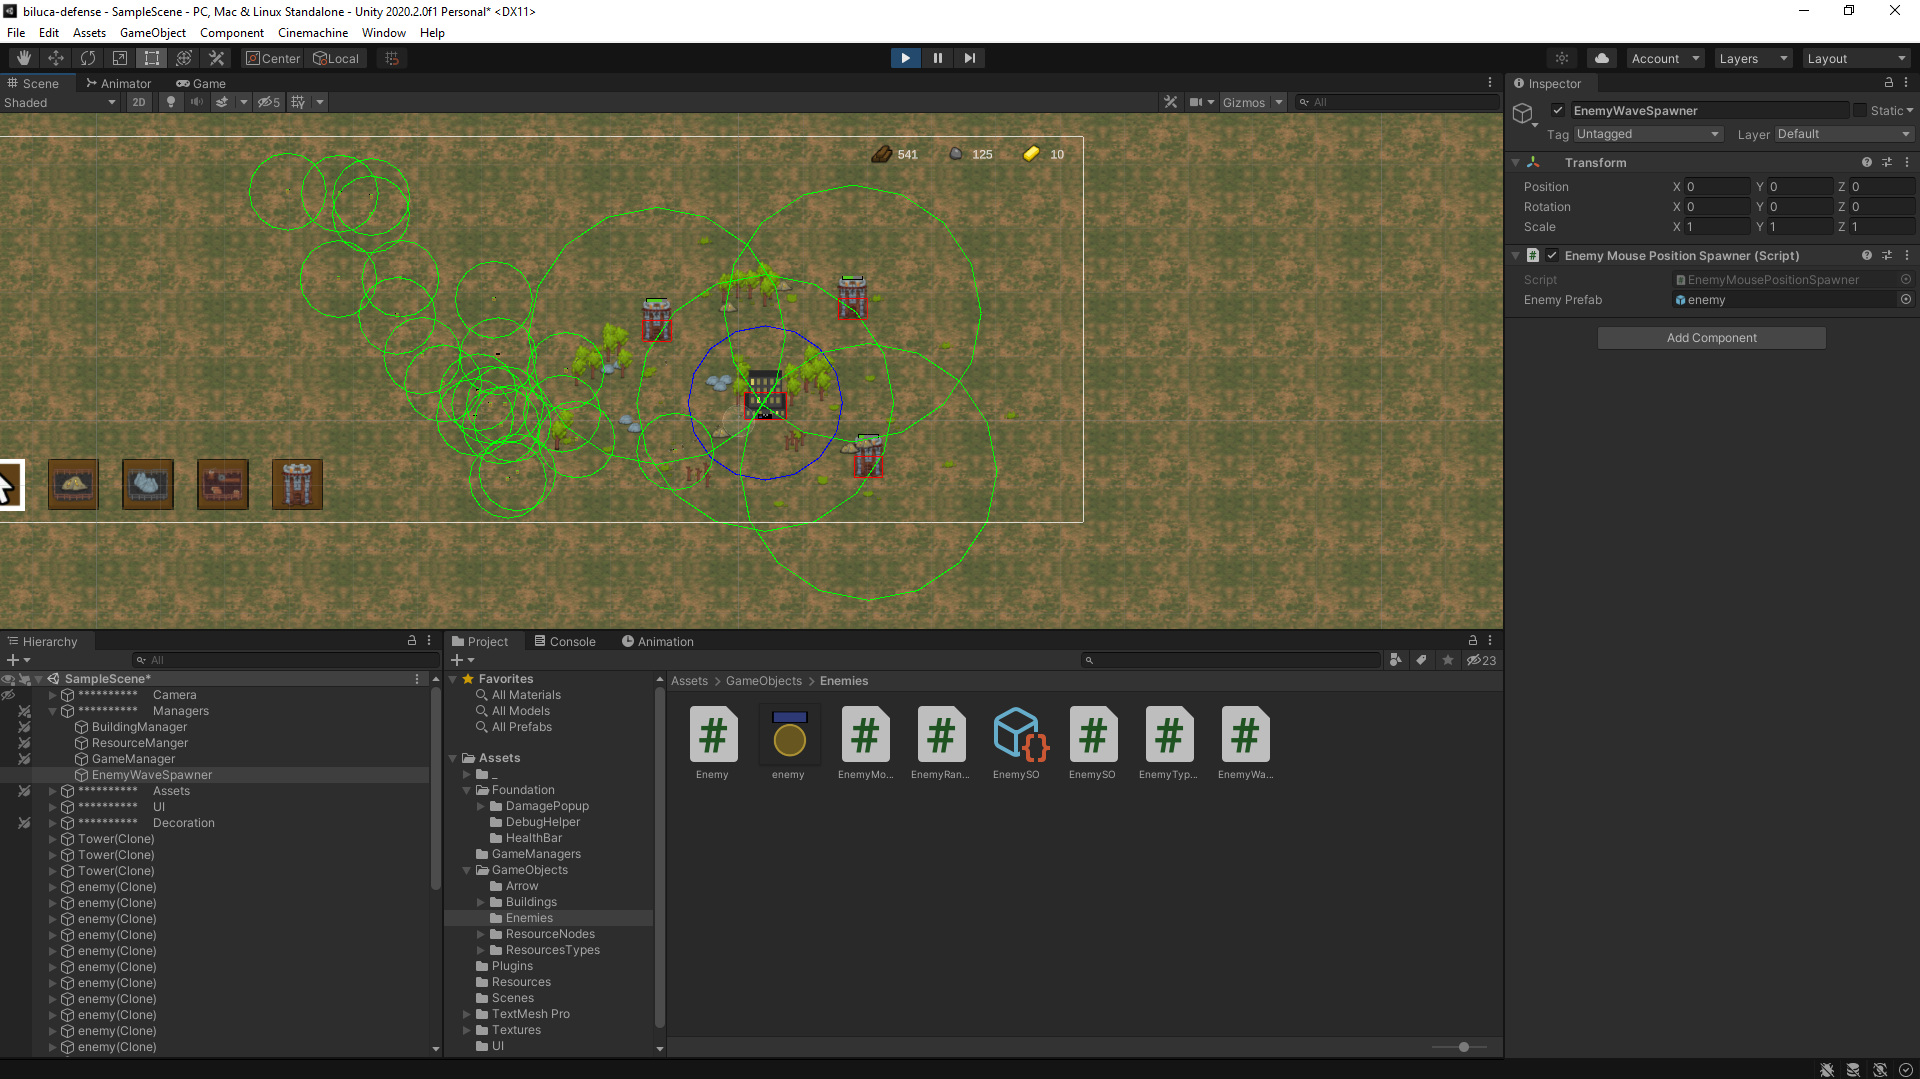 biluca-defense - SampleScene - PC, Mac & Linux Standalone - Unity 2020.2.0f1 Personal* <DX11>
File Edit Assets GameObject Component Cinemachine Window Help
Center Local Account Layers Layout
Scene Animator Game
Shaded 2D 5 Gizmos All
541 125 10
Inspector
EnemyWaveSpawner Static
Tag Untagged Layer Default
Transform
Position X 0 Y 0 Z 0
Rotation X 0 Y 0 Z 0
Scale X 1 Y 1 Z 1
Enemy Mouse Position Spawner (Script)
Script EnemyMousePositionSpawner
Enemy Prefab enemy
Add Component
Hierarchy
All
SampleScene*
********** Camera
********** Managers
BuildingManager
ResourceManger
GameManager
EnemyWaveSpawner
********** Assets
********** UI
********** Decoration
Tower(Clone)
Tower(Clone)
Tower(Clone)
enemy(Clone)
enemy(Clone)
enemy(Clone)
enemy(Clone)
enemy(Clone)
enemy(Clone)
enemy(Clone)
enemy(Clone)
enemy(Clone)
enemy(Clone)
enemy(Clone)
Project Console Animation
23
Favorites
All Materials
All Models
All Prefabs
Assets
_
Foundation
DamagePopup
DebugHelper
HealthBar
GameManagers
GameObjects
Arrow
Buildings
Enemies
ResourceNodes
ResourcesTypes
Plugins
Resources
Scenes
TextMesh Pro
Textures
UI
Assets > GameObjects > Enemies
Enemy enemy EnemyMo... EnemyRan... EnemySO EnemySO EnemyTyp... EnemyWa...